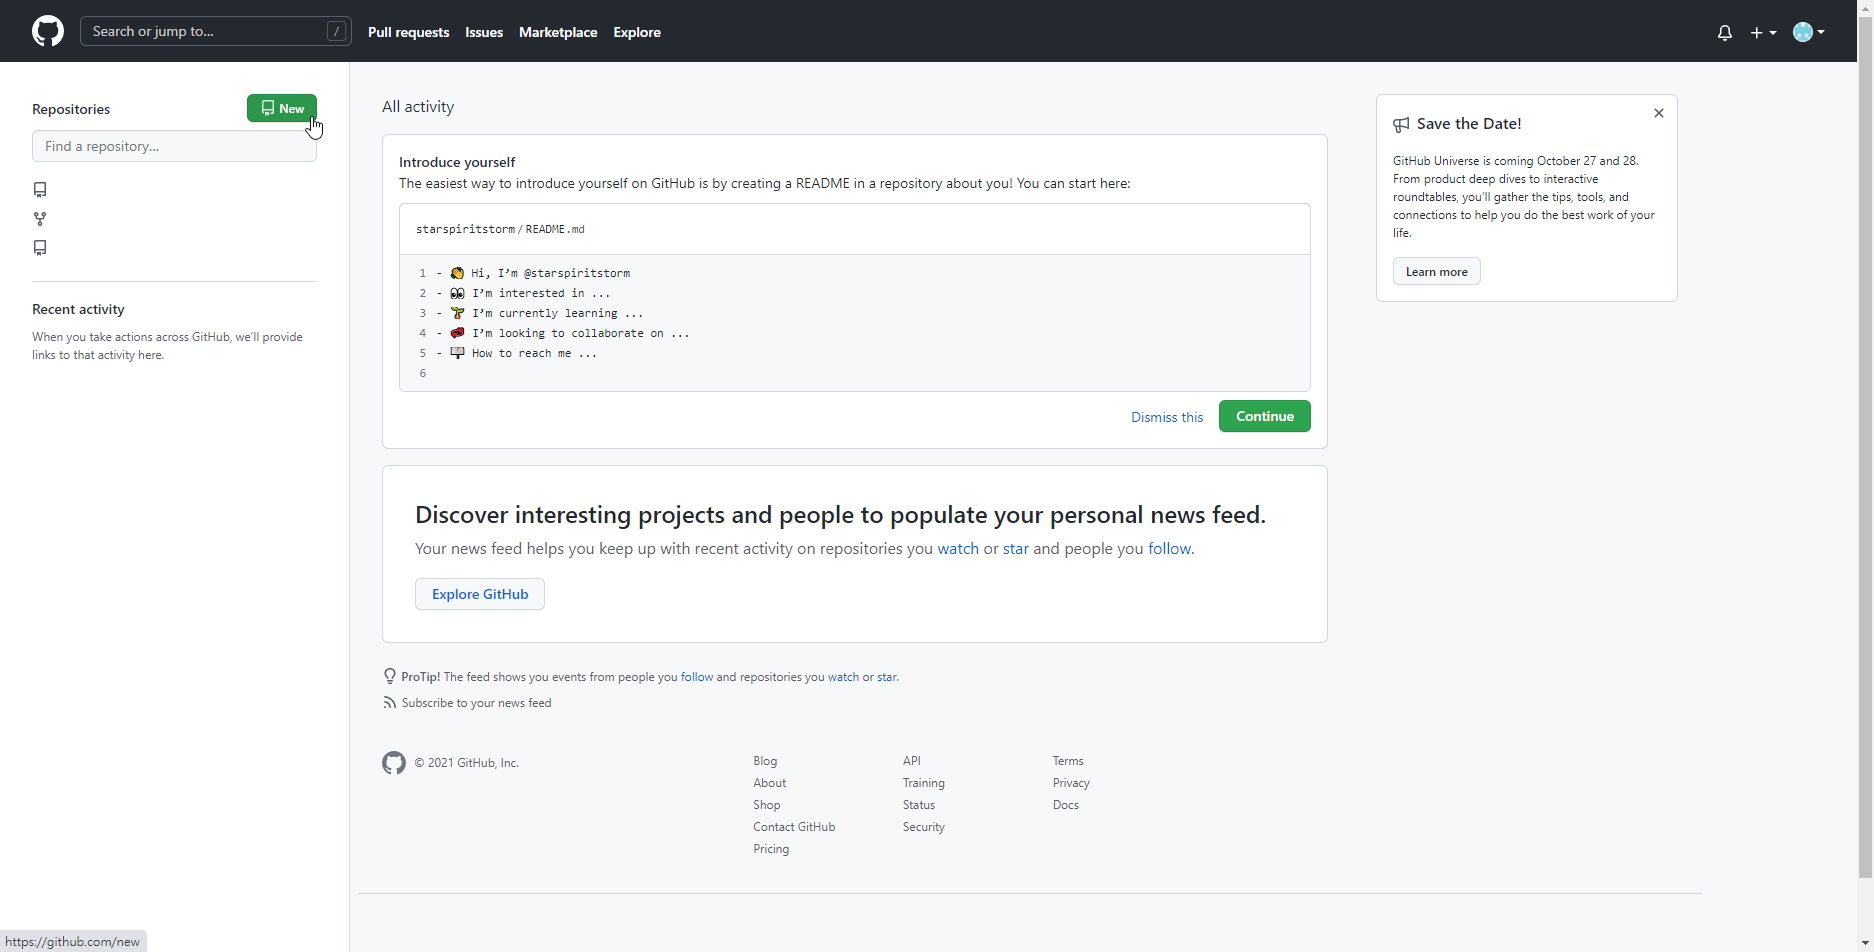 Search or jump to...
/
Pull requests
Issues
Marketplace
Explore
Repositories
New
Find a repository...
Recent activity
When you take actions across GitHub, we'll provide
links to that activity here.
All activity
Introduce yourself
The easiest way to introduce yourself on GitHub is by creating a README in a repository about you! You can start here:
starspiritstorm / README.md
1 - 👋 Hi, I'm @starspiritstorm
2 - 👀 I'm interested in ...
3 - 🌱 I'm currently learning ...
4 - 💞️ I'm looking to collaborate on ...
5 - 📫 How to reach me ...
6
Dismiss this
Continue
Discover interesting projects and people to populate your personal news feed.
Your news feed helps you keep up with recent activity on repositories you watch or star and people you follow.
Explore GitHub
ProTip! The feed shows you events from people you follow and repositories you watch or star.
Subscribe to your news feed
Save the Date!
GitHub Universe is coming October 27 and 28.
From product deep dives to interactive
roundtables, you'll gather the tips, tools, and
connections to help you do the best work of your
life.
Learn more
© 2021 GitHub, Inc.
Blog
About
Shop
Contact GitHub
Pricing
API
Training
Status
Security
Terms
Privacy
Docs
https://github.com/new